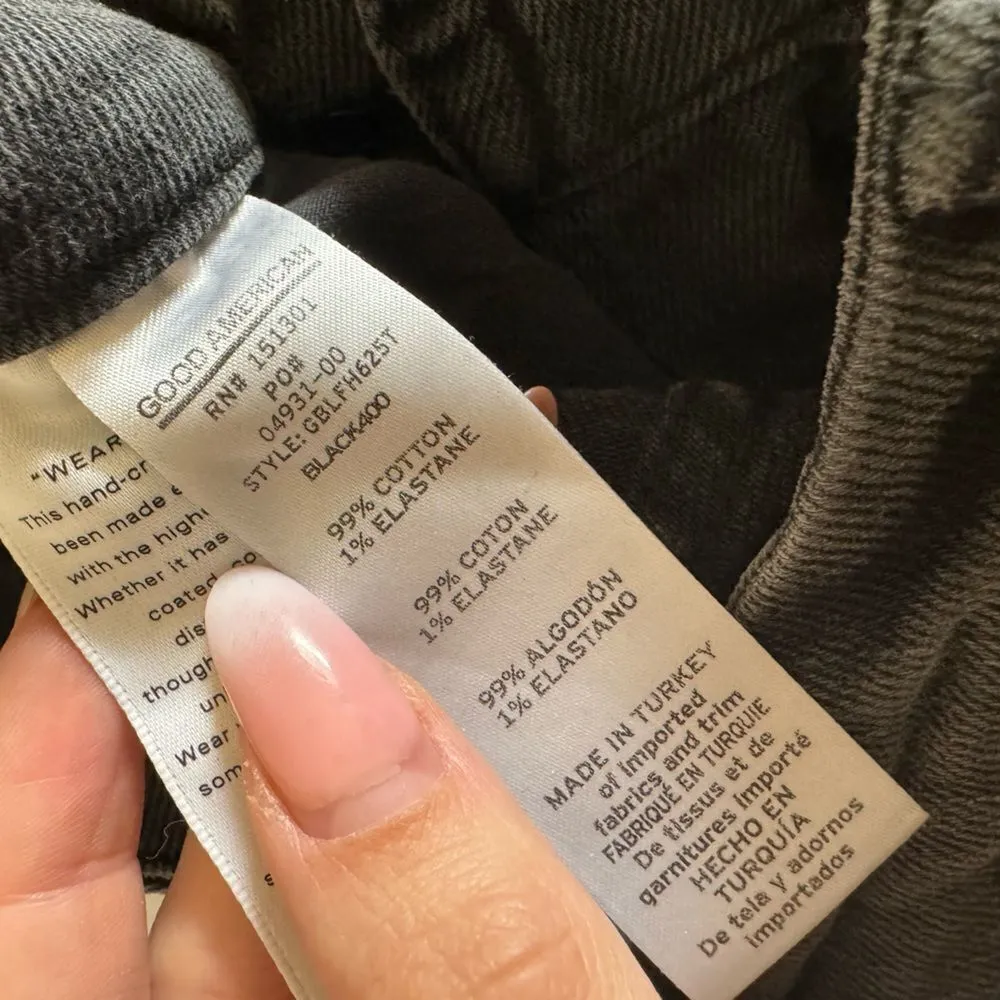 GOOD AMERICAN
RN# 151301
PO#
04931-00
STYLE: GBLFH625T
BLACK400
99% COTTON
1% ELASTANE
99% COTON
1% ELASTANE
99% ALGODÓN
1% ELASTANO
MADE IN TURKEY
of imported
fabrics and trim
FABRIQUÉ EN TURQUIE
De tissus et de
garnitures importé
HECHO EN
TURQUÍA
De tela y adornos
importados
"WEAR
This hand-cr
been made
with the high
Whether it has
coated, co
dis
though
un
Wear
som